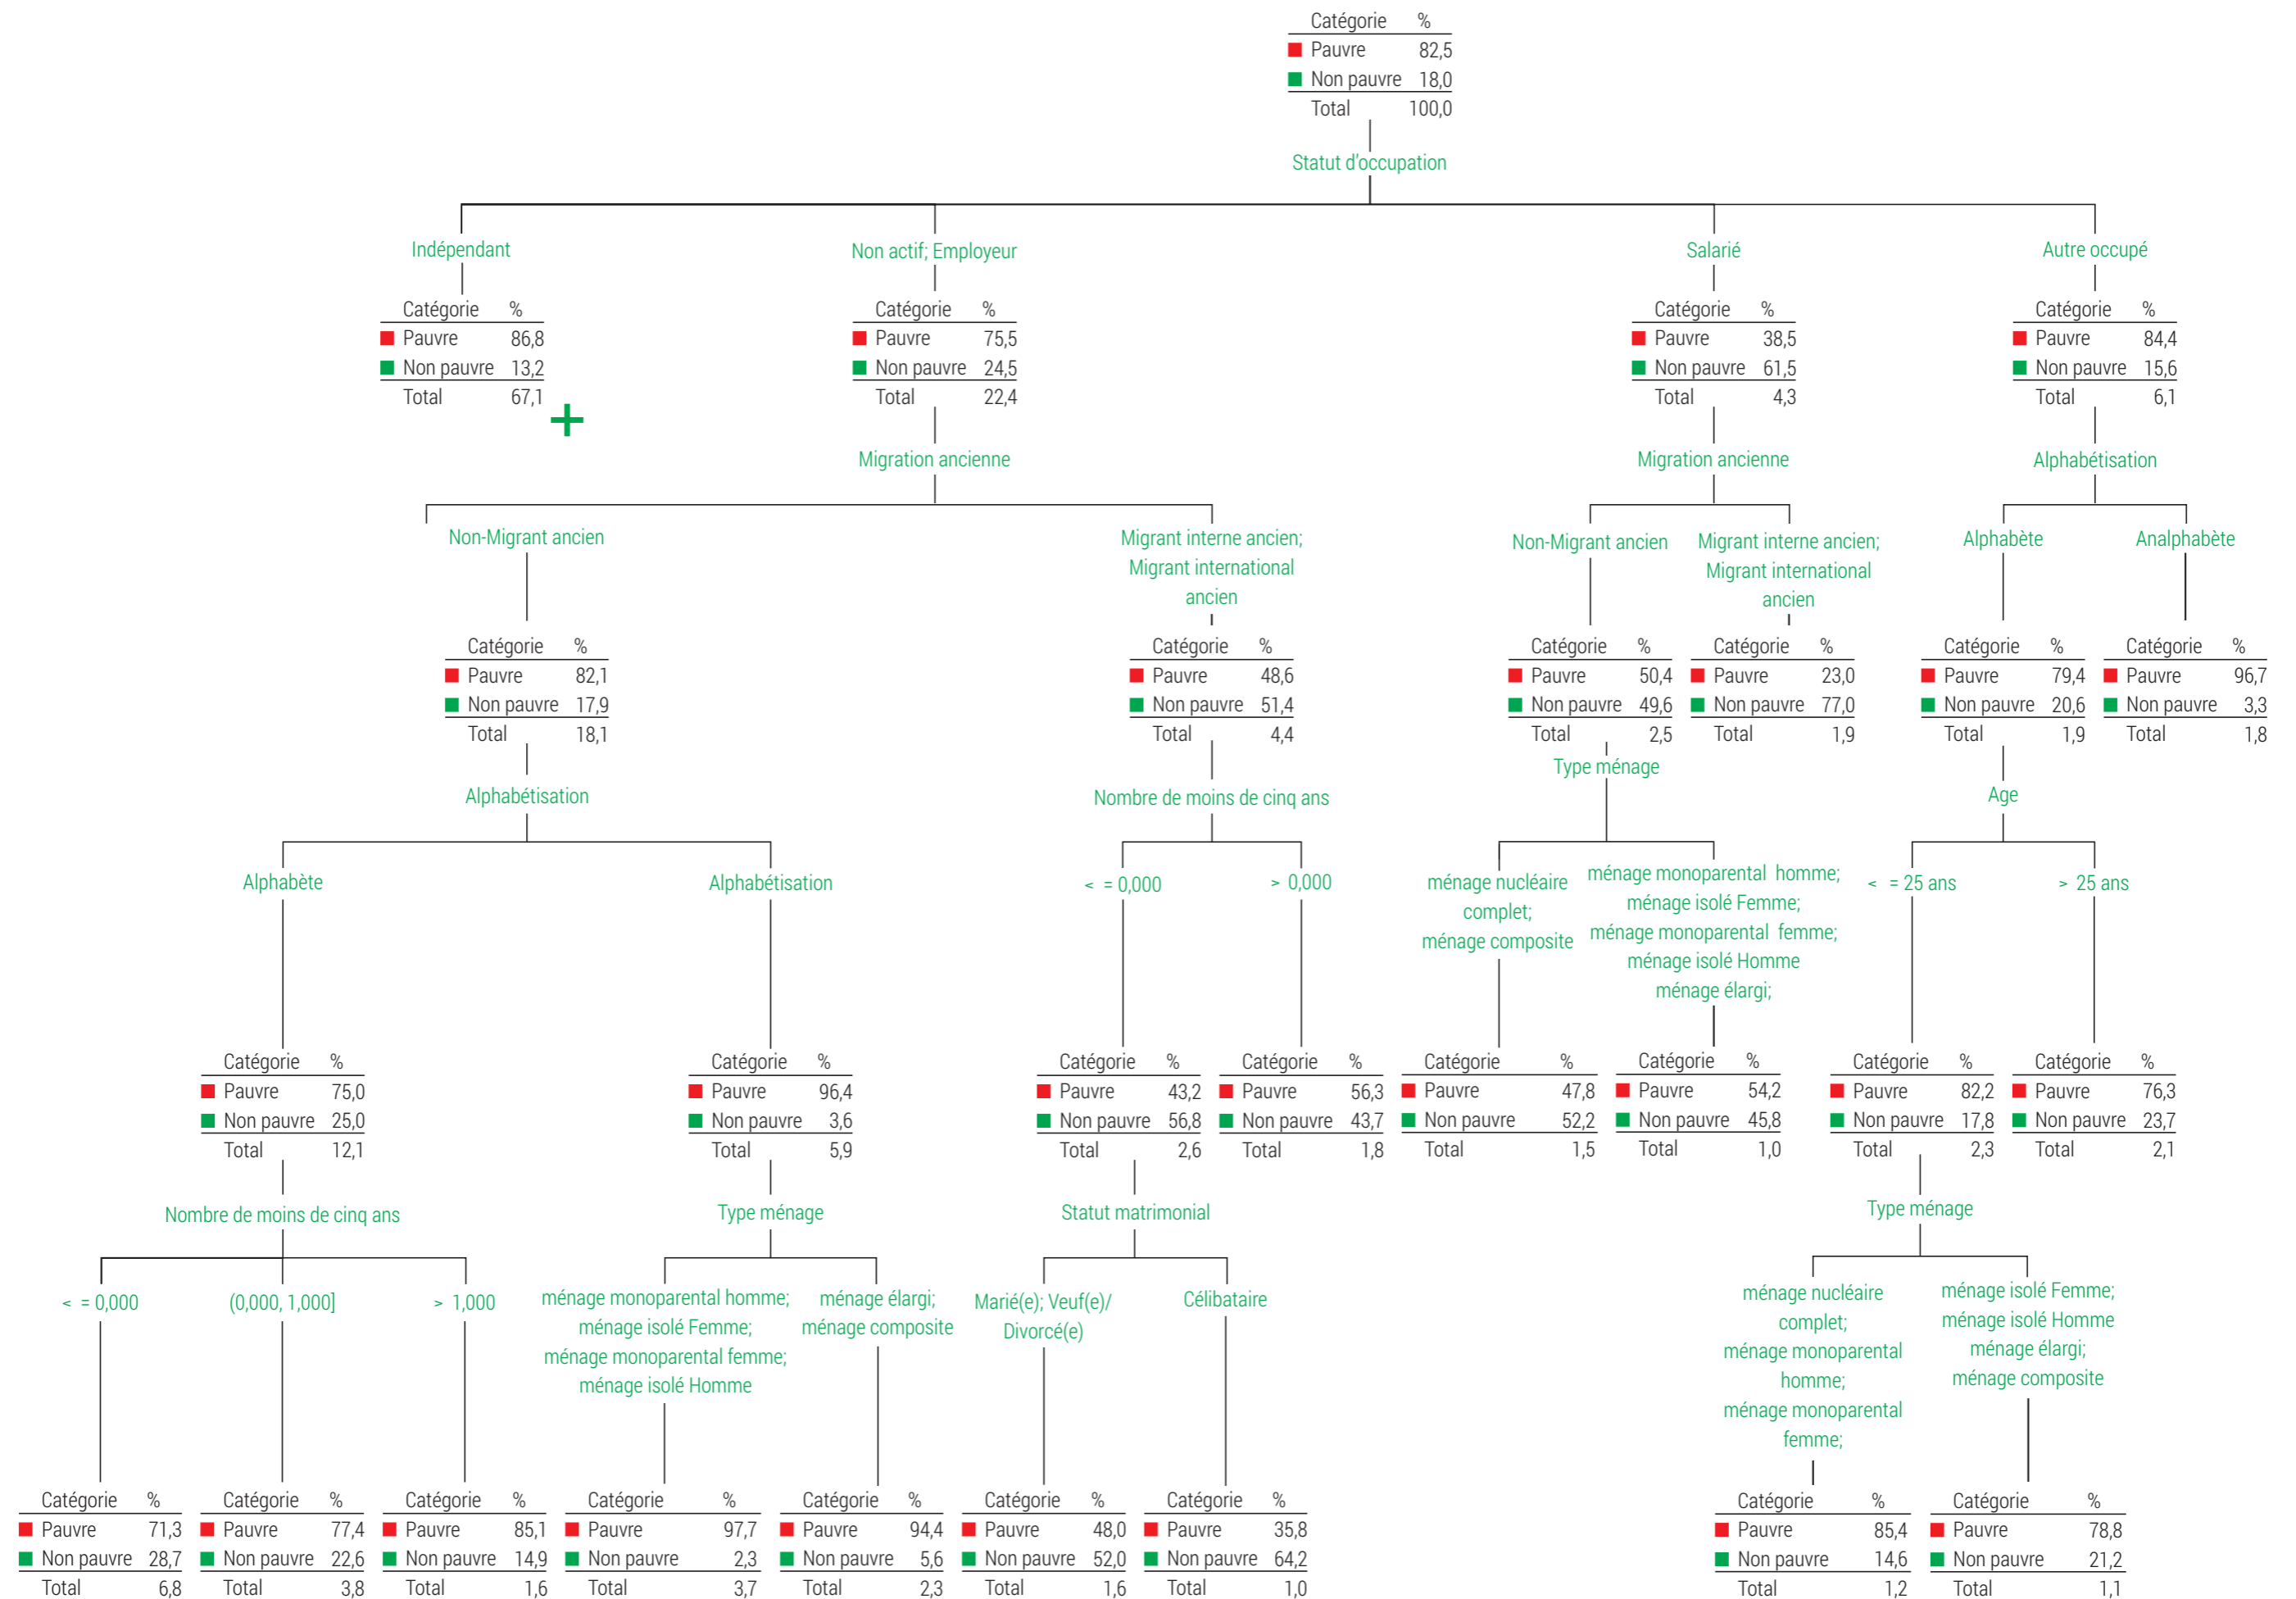 Catégorie %
Pauvre 82,5
Non pauvre 18,0
Total 100,0
Statut d'occupation
Indépendant
Catégorie %
Pauvre 86,8
Non pauvre 13,2
Total 67,1
+
Non actif; Employeur
Catégorie %
Pauvre 75,5
Non pauvre 24,5
Total 22,4
Migration ancienne
Salarié
Catégorie %
Pauvre 38,5
Non pauvre 61,5
Total 4,3
Migration ancienne
Autre occupé
Catégorie %
Pauvre 84,4
Non pauvre 15,6
Total 6,1
Alphabétisation
Non-Migrant ancien
Catégorie %
Pauvre 82,1
Non pauvre 17,9
Total 18,1
Alphabétisation
Migrant interne ancien;
Migrant international
ancien
Catégorie %
Pauvre 48,6
Non pauvre 51,4
Total 4,4
Nombre de moins de cinq ans
Non-Migrant ancien
Catégorie %
Pauvre 50,4
Non pauvre 49,6
Total 2,5
Type ménage
Migrant interne ancien;
Migrant international
ancien
Catégorie %
Pauvre 23,0
Non pauvre 77,0
Total 1,9
Alphabète
Catégorie %
Pauvre 79,4
Non pauvre 20,6
Total 1,9
Age
Analphabète
Catégorie %
Pauvre 96,7
Non pauvre 3,3
Total 1,8
Alphabète
Catégorie %
Pauvre 75,0
Non pauvre 25,0
Total 12,1
Nombre de moins de cinq ans
Alphabétisation
Catégorie %
Pauvre 96,4
Non pauvre 3,6
Total 5,9
Type ménage
< = 0,000
Catégorie %
Pauvre 43,2
Non pauvre 56,8
Total 2,6
Statut matrimonial
> 0,000
Catégorie %
Pauvre 56,3
Non pauvre 43,7
Total 1,8
ménage nucléaire
complet;
ménage composite
Catégorie %
Pauvre 47,8
Non pauvre 52,2
Total 1,5
ménage monoparental homme;
ménage isolé Femme;
ménage monoparental femme;
ménage isolé Homme
ménage élargi;
Catégorie %
Pauvre 54,2
Non pauvre 45,8
Total 1,0
< = 25 ans
Catégorie %
Pauvre 82,2
Non pauvre 17,8
Total 2,3
Type ménage
> 25 ans
Catégorie %
Pauvre 76,3
Non pauvre 23,7
Total 2,1
< = 0,000
Catégorie %
Pauvre 71,3
Non pauvre 28,7
Total 6,8
(0,000, 1,000]
Catégorie %
Pauvre 77,4
Non pauvre 22,6
Total 3,8
> 1,000
Catégorie %
Pauvre 85,1
Non pauvre 14,9
Total 1,6
ménage monoparental homme;
ménage isolé Femme;
ménage monoparental femme;
ménage isolé Homme
Catégorie %
Pauvre 97,7
Non pauvre 2,3
Total 3,7
ménage élargi;
ménage composite
Catégorie %
Pauvre 94,4
Non pauvre 5,6
Total 2,3
Marié(e); Veuf(e)/
Divorcé(e)
Catégorie %
Pauvre 48,0
Non pauvre 52,0
Total 1,6
Célibataire
Catégorie %
Pauvre 35,8
Non pauvre 64,2
Total 1,0
ménage nucléaire
complet;
ménage monoparental
homme;
ménage monoparental
femme;
Catégorie %
Pauvre 85,4
Non pauvre 14,6
Total 1,2
ménage isolé Femme;
ménage isolé Homme
ménage élargi;
ménage composite
Catégorie %
Pauvre 78,8
Non pauvre 21,2
Total 1,1